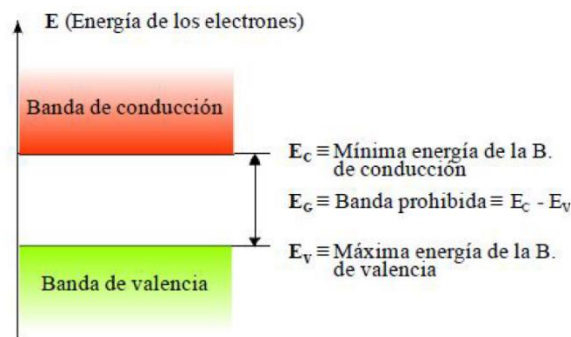 E (Energía de los electrones)
Banda de conducción
E_C ≡ Mínima energía de la B.
de conducción
E_G ≡ Banda prohibida ≡ E_C - E_V
E_V ≡ Máxima energía de la B.
de valencia
Banda de valencia